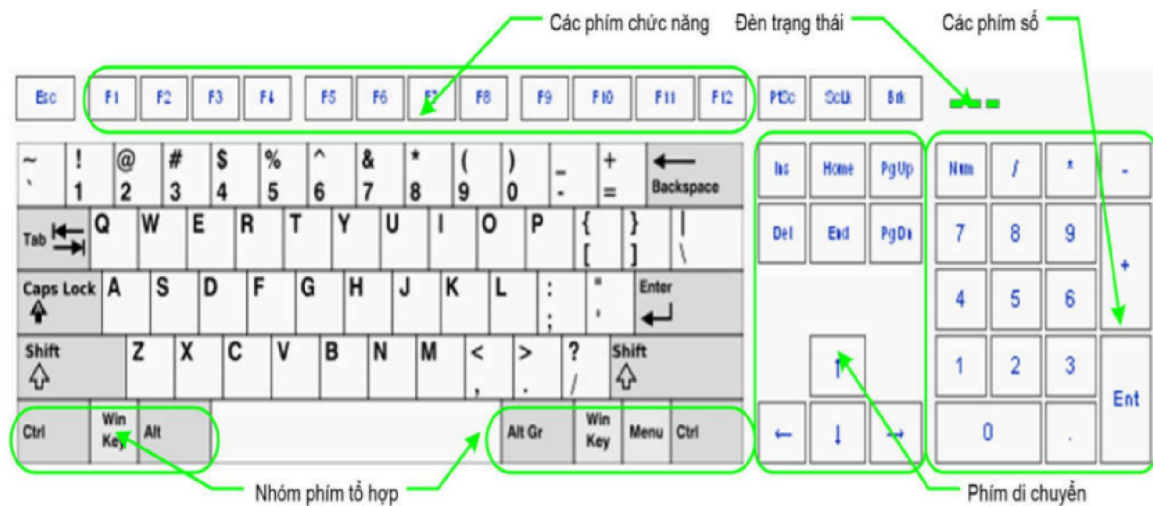 Các phím chức năng Đèn trạng thái Các phím số
Esc F1 F2 F3 F4 F5 F6 F7 F8 F9 F10 F11 F12 PtSc ScLk Brk
~ ! @ # $ % ^ & * ( ) _ +
` 1 2 3 4 5 6 7 8 9 0 - = Backspace
Ins Home PgUp Num / * -
Tab Q W E R T Y U I O P { } |
[ ] \
Del End PgDn 7 8 9 +
Caps Lock A S D F G H J K L : " Enter
; '
4 5 6
Shift Z X C V B N M < > ? Shift
, . /
↑ 1 2 3 Ent
Ctrl Win Key Alt Alt Gr Win Key Menu Ctrl ← ↓ → 0 .
Nhóm phím tổ hợp Phím di chuyển